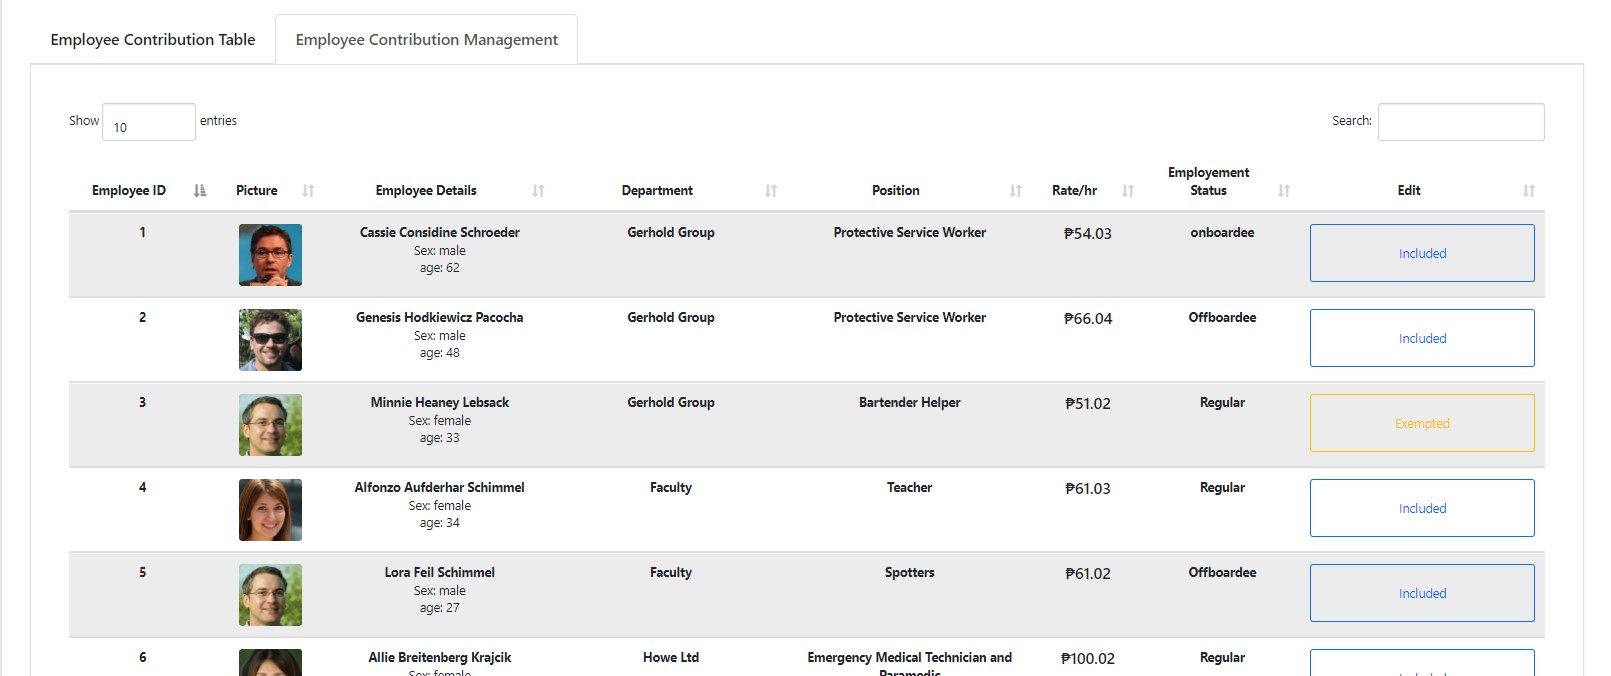 Employee Contribution Table
Employee Contribution Management
Show 10 entries
Search:
Employee ID Picture Employee Details Department Position Rate/hr Employement Status Edit
1 Cassie Considine Schroeder Gerhold Group Protective Service Worker ₱54.03 onboardee Included
Sex: male
age: 62
2 Genesis Hodkiewicz Pacocha Gerhold Group Protective Service Worker ₱66.04 Offboardee Included
Sex: male
age: 48
3 Minnie Heaney Lebsack Gerhold Group Bartender Helper ₱51.02 Regular Exempted
Sex: female
age: 33
4 Alfonzo Aufderhar Schimmel Faculty Teacher ₱61.03 Regular Included
Sex: female
age: 34
5 Lora Feil Schimmel Faculty Spotters ₱61.02 Offboardee Included
Sex: male
age: 27
6 Allie Breitenberg Krajcik Howe Ltd Emergency Medical Technician and ₱100.02 Regular
Sex: female Paramedic